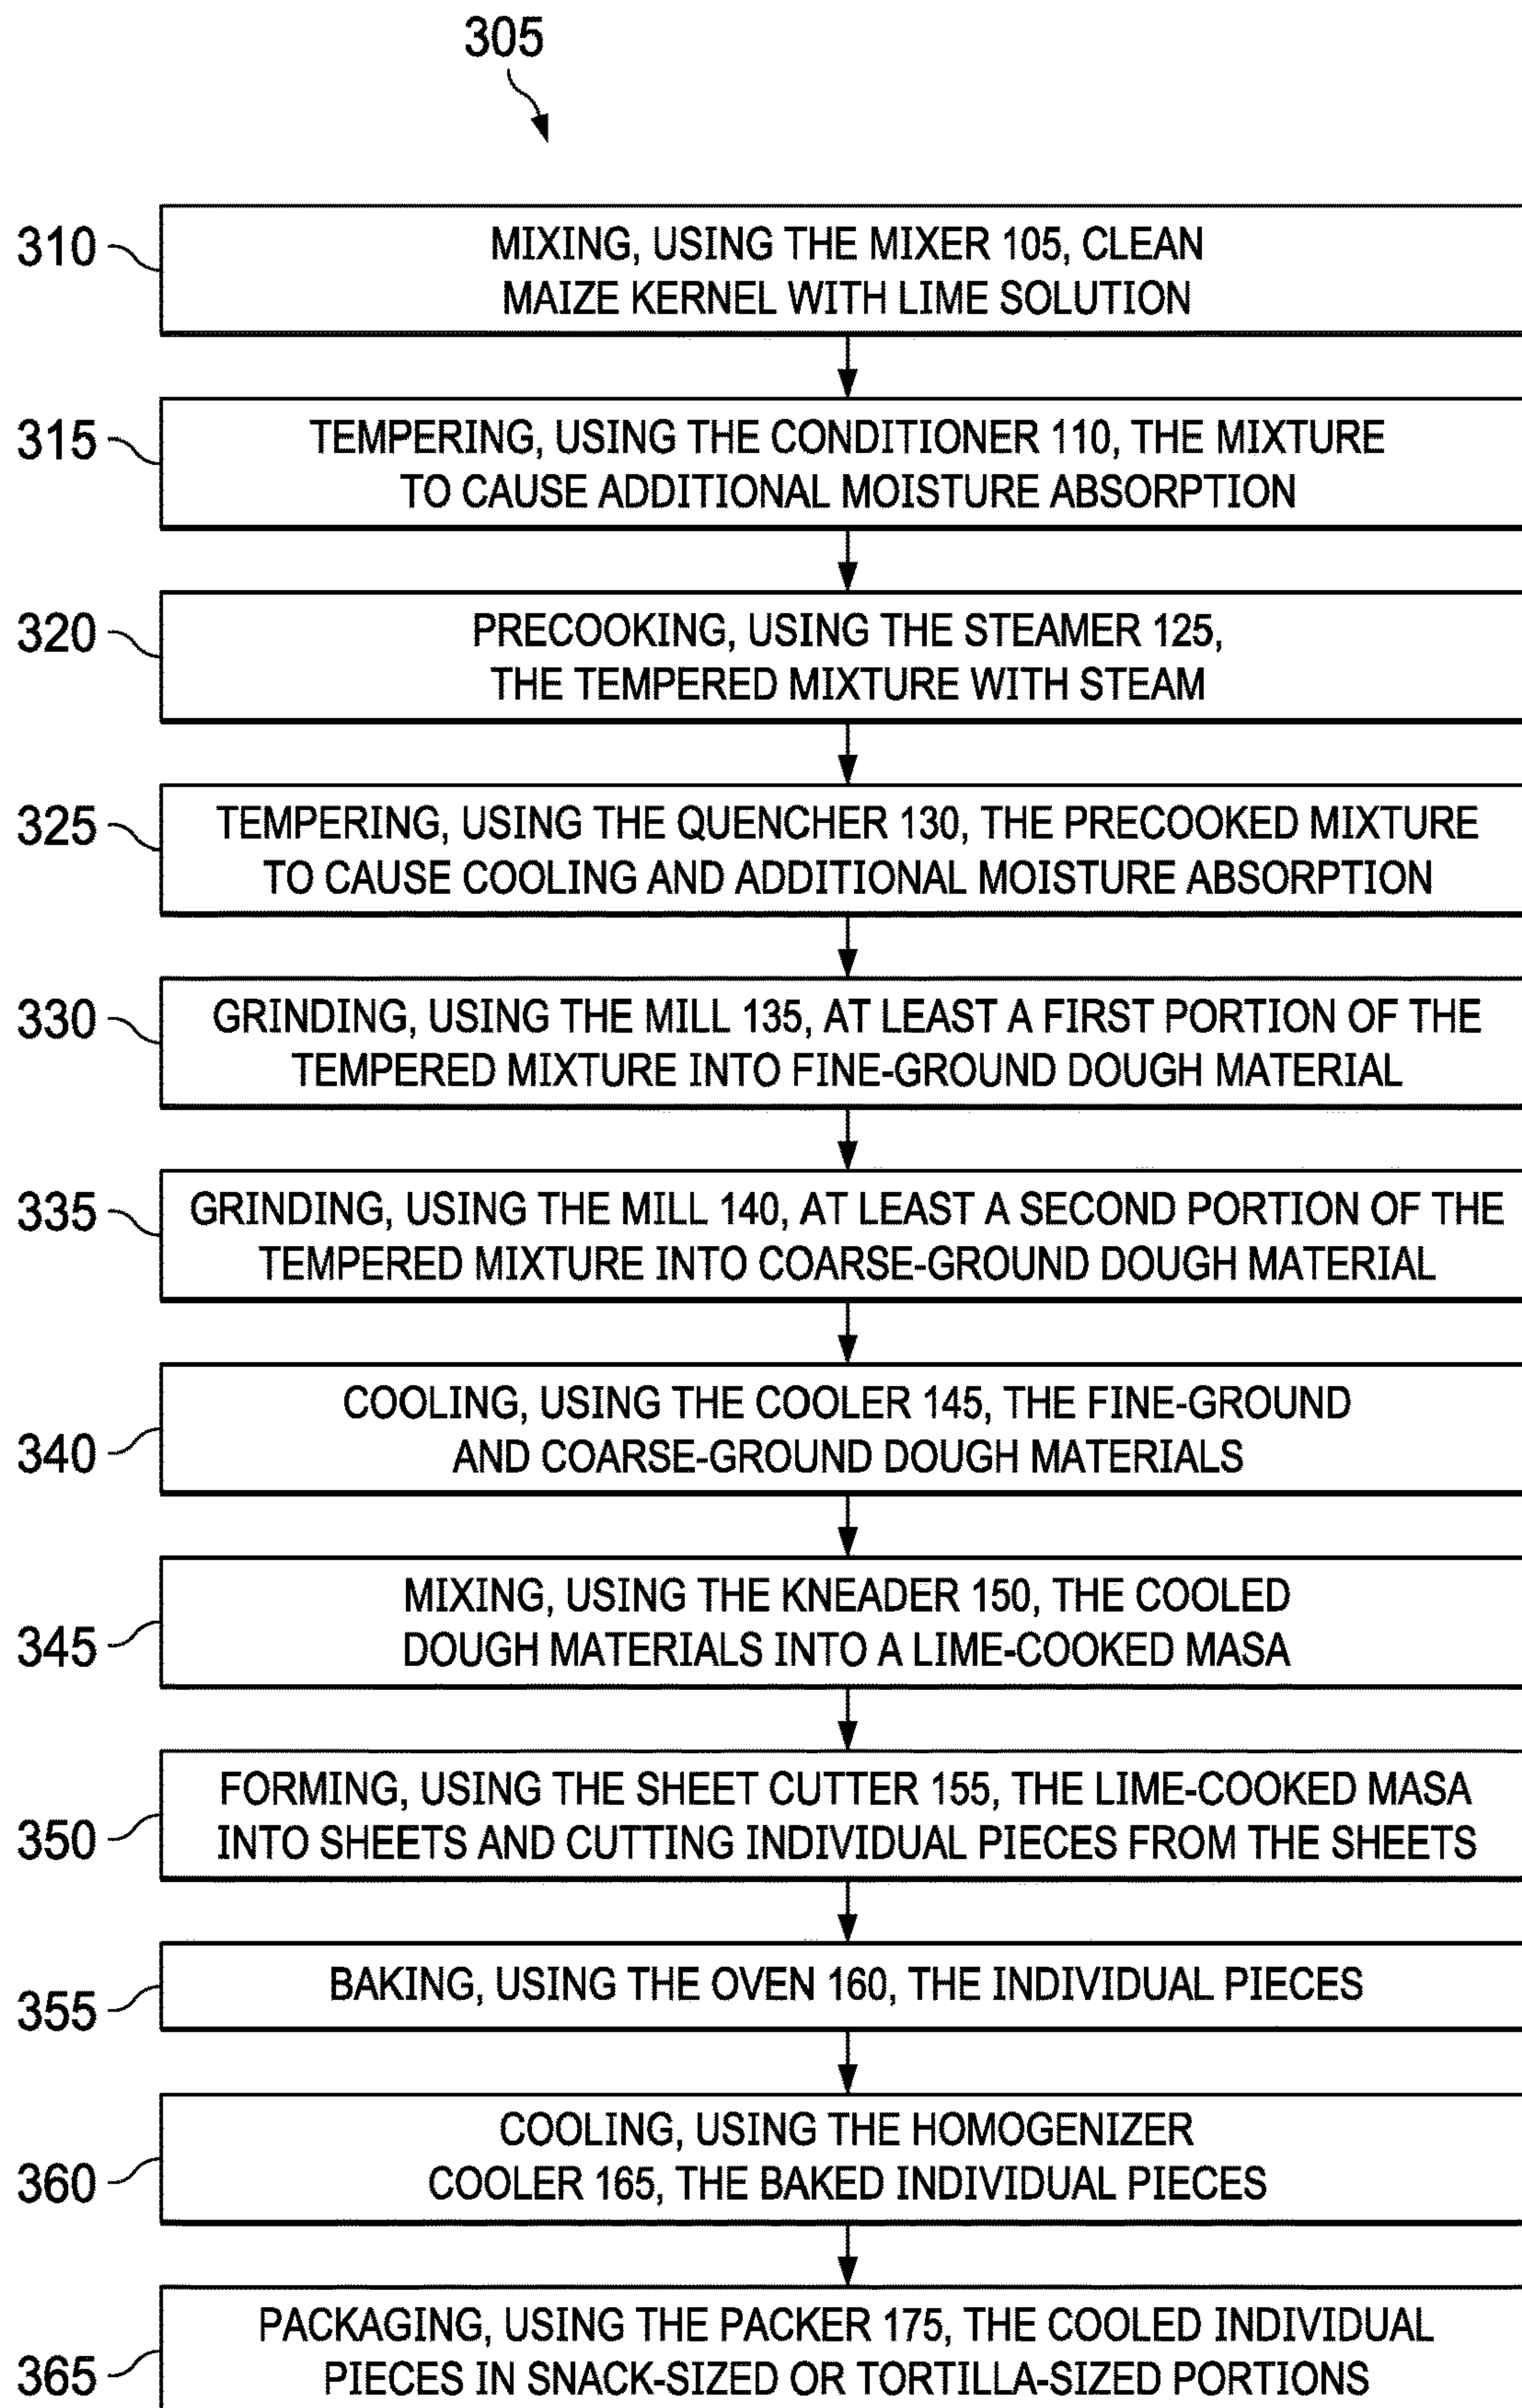 305
310
MIXING, USING THE MIXER 105, CLEAN
MAIZE KERNEL WITH LIME SOLUTION
315
TEMPERING, USING THE CONDITIONER 110, THE MIXTURE
TO CAUSE ADDITIONAL MOISTURE ABSORPTION
320
PRECOOKING, USING THE STEAMER 125,
THE TEMPERED MIXTURE WITH STEAM
325
TEMPERING, USING THE QUENCHER 130, THE PRECOOKED MIXTURE
TO CAUSE COOLING AND ADDITIONAL MOISTURE ABSORPTION
330
GRINDING, USING THE MILL 135, AT LEAST A FIRST PORTION OF THE
TEMPERED MIXTURE INTO FINE-GROUND DOUGH MATERIAL
335
GRINDING, USING THE MILL 140, AT LEAST A SECOND PORTION OF THE
TEMPERED MIXTURE INTO COARSE-GROUND DOUGH MATERIAL
340
COOLING, USING THE COOLER 145, THE FINE-GROUND
AND COARSE-GROUND DOUGH MATERIALS
345
MIXING, USING THE KNEADER 150, THE COOLED
DOUGH MATERIALS INTO A LIME-COOKED MASA
350
FORMING, USING THE SHEET CUTTER 155, THE LIME-COOKED MASA
INTO SHEETS AND CUTTING INDIVIDUAL PIECES FROM THE SHEETS
355
BAKING, USING THE OVEN 160, THE INDIVIDUAL PIECES
360
COOLING, USING THE HOMOGENIZER
COOLER 165, THE BAKED INDIVIDUAL PIECES
365
PACKAGING, USING THE PACKER 175, THE COOLED INDIVIDUAL
PIECES IN SNACK-SIZED OR TORTILLA-SIZED PORTIONS